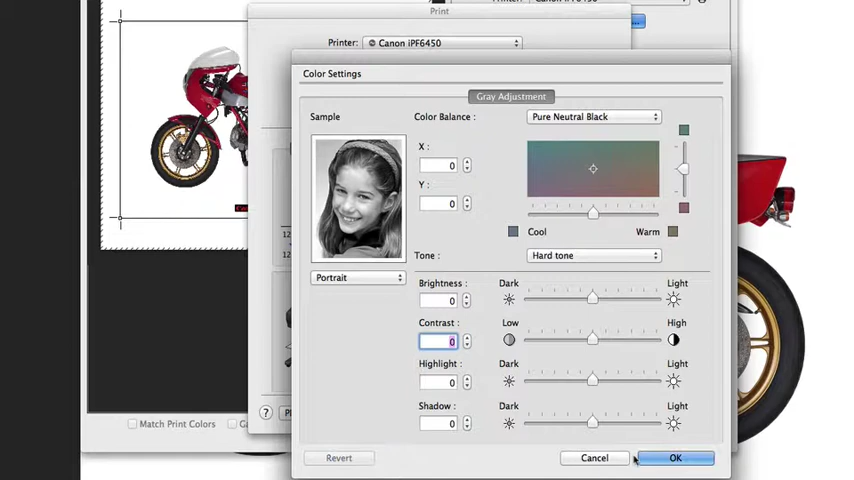 Printer:
Print
Printer: Canon iPF6450
Color Settings
Gray Adjustment
Sample
Color Balance : Pure Neutral Black
X :
0
Y :
0
Cool Warm
Tone : Hard tone
Portrait
Brightness : Dark Light
0
Contrast : Low High
0
Highlight : Dark Light
0
Shadow : Dark Light
0
? 
Match Print Colors
Revert Cancel OK